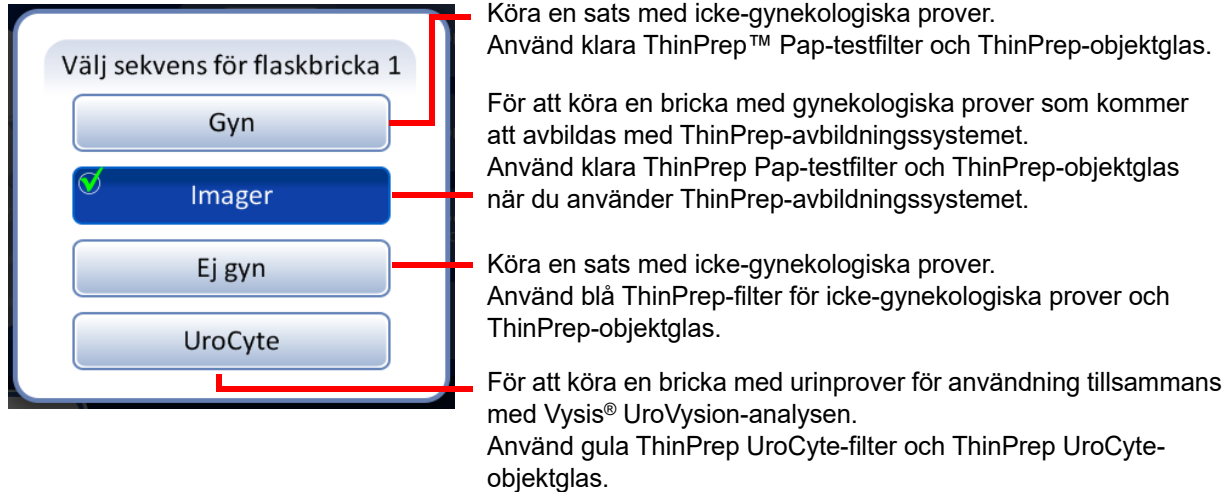 Välj sekvens för flaskbricka 1
Gyn
Imager
Ej gyn
UroCyte
Köra en sats med icke-gynekologiska prover.
Använd klara ThinPrep™ Pap-testfilter och ThinPrep-objektglas.
För att köra en bricka med gynekologiska prover som kommer
att avbildas med ThinPrep-avbildningssystemet.
Använd klara ThinPrep Pap-testfilter och ThinPrep-objektglas
när du använder ThinPrep-avbildningssystemet.
Köra en sats med icke-gynekologiska prover.
Använd blå ThinPrep-filter för icke-gynekologiska prover och
ThinPrep-objektglas.
För att köra en bricka med urinprover för användning tillsammans
med Vysis® UroVysion-analysen.
Använd gula ThinPrep UroCyte-filter och ThinPrep UroCyte-
objektglas.